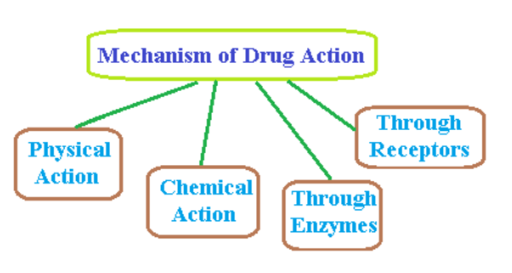 Mechanism of Drug Action
Physical
Action
Chemical
Action
Through
Enzymes
Through
Receptors